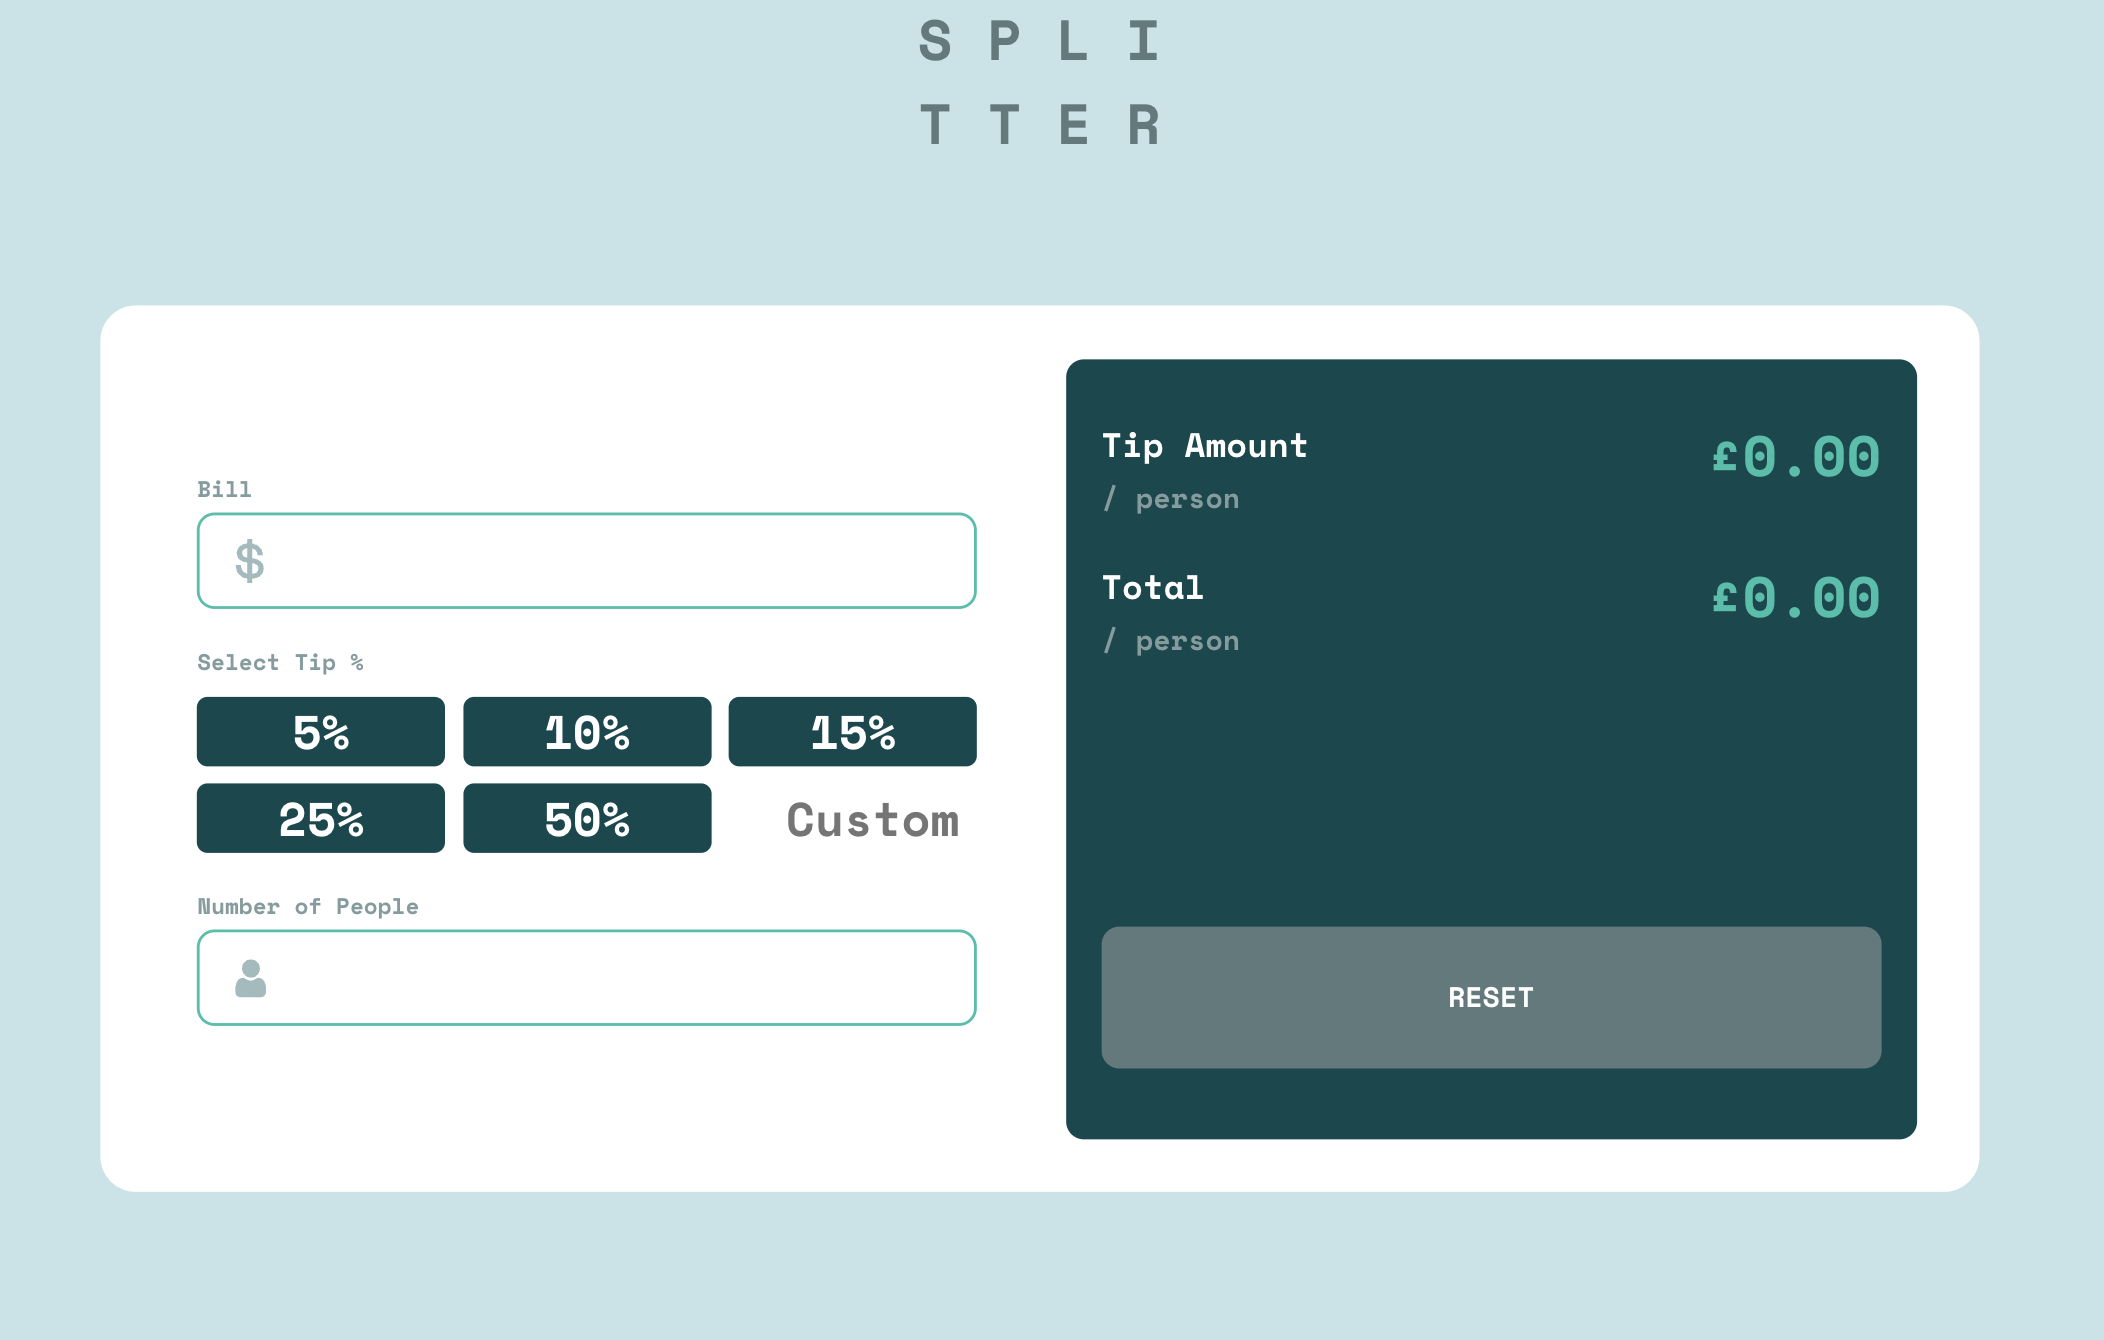 S P L I
T T E R
Bill
$
Select Tip %
5% 10% 15%
25% 50% Custom
Number of People
Tip Amount £0.00
/ person
Total £0.00
/ person
RESET